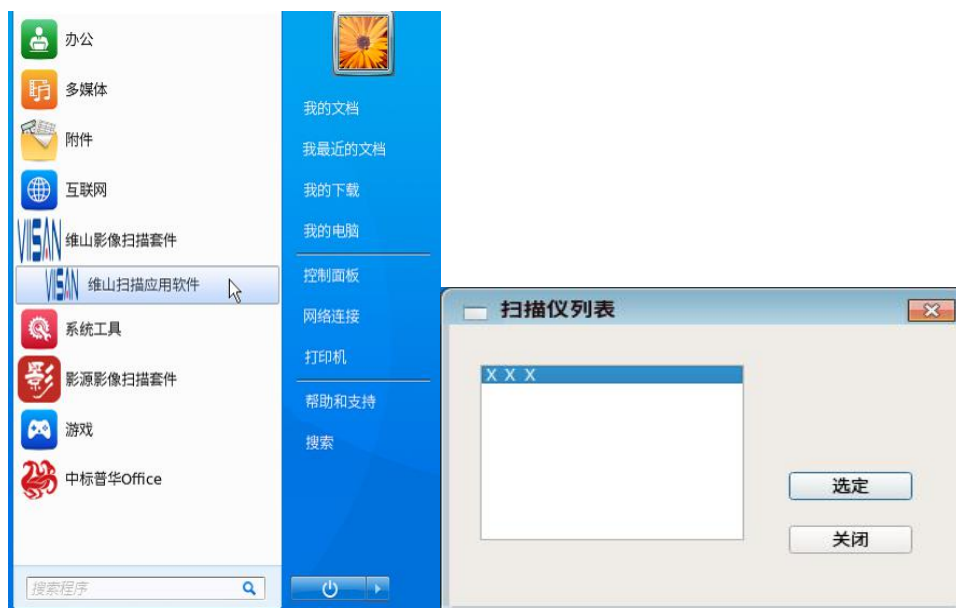 办公
多媒体
附件
互联网
VIISAN 维山影像扫描套件
VIISAN 维山扫描应用软件
系统工具
影 影源影像扫描套件
游戏
中标普华Office
搜索程序
我的文档
我最近的文档
我的下载
我的电脑
控制面板
网络连接
打印机
帮助和支持
搜索
扫描仪列表
X X X
选定
关闭